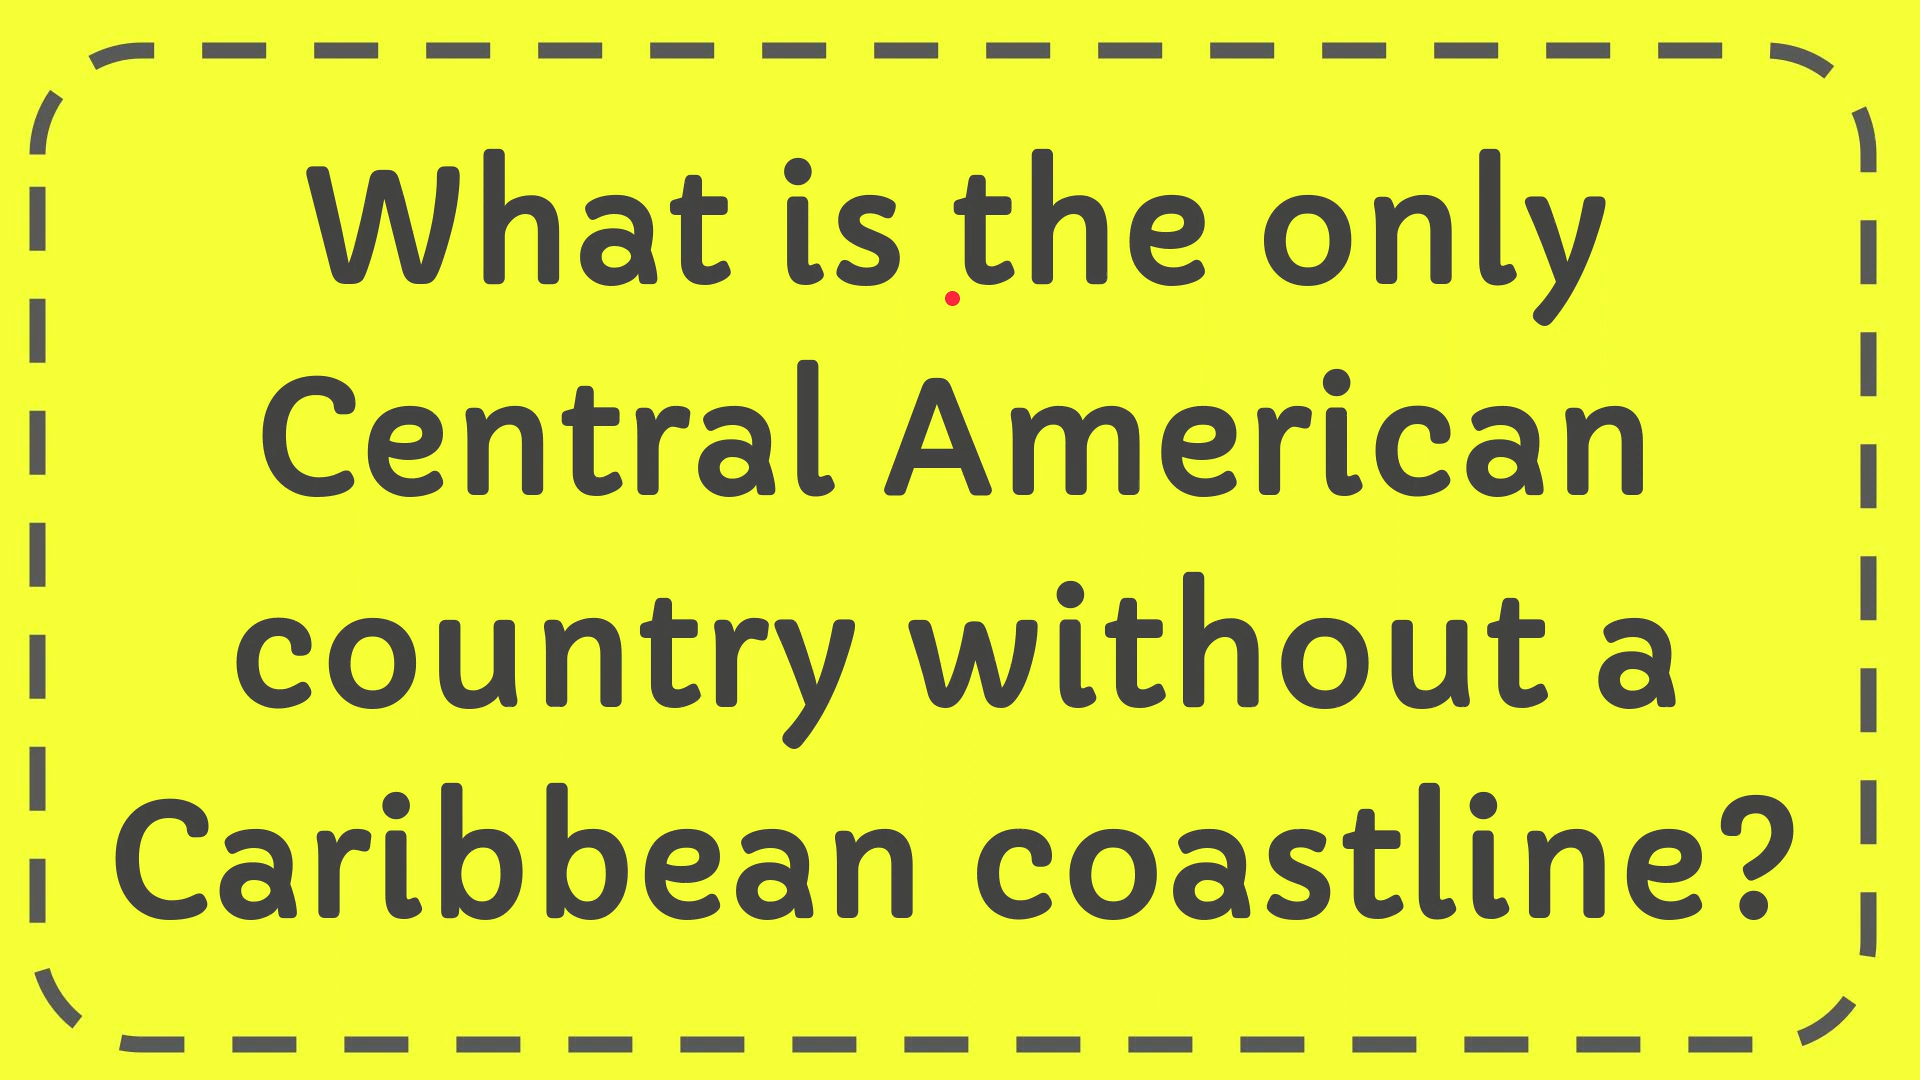 What is the only
Central American
country without a
Caribbean coastline?